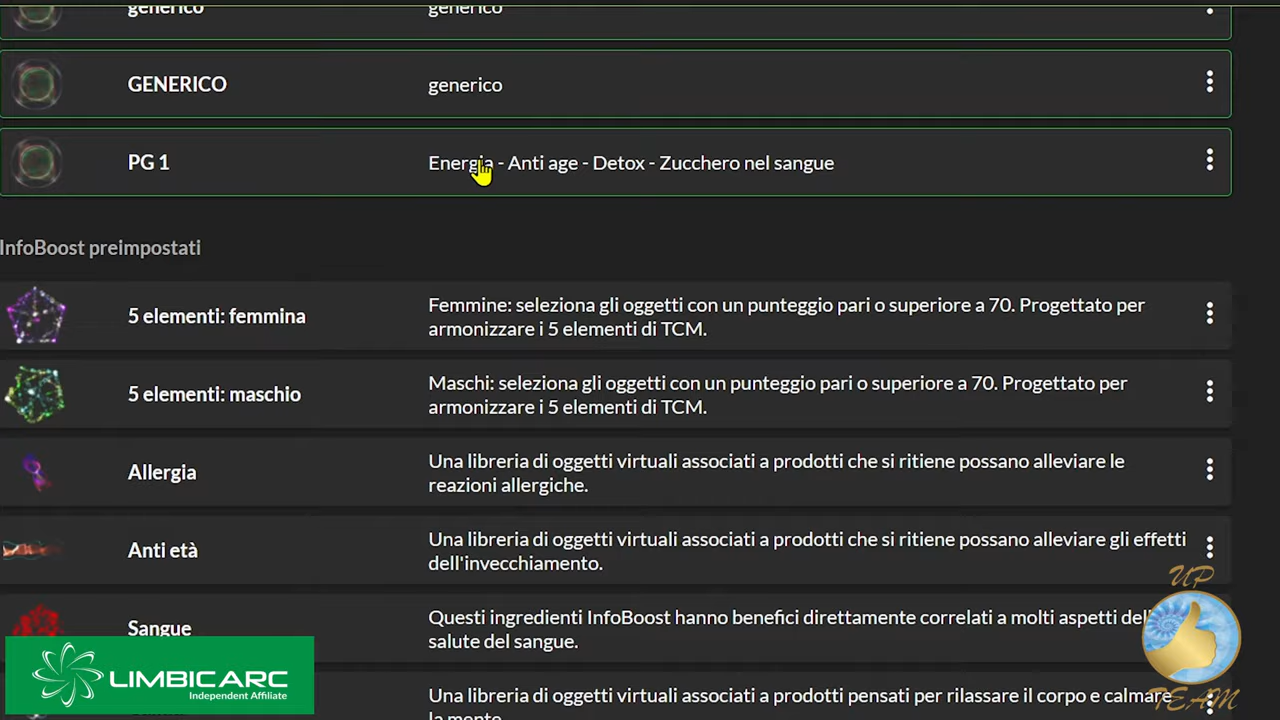 generico generico
GENERICO generico
PG 1 Energia - Anti age - Detox - Zucchero nel sangue
InfoBoost preimpostati
5 elementi: femmina
Femmine: seleziona gli oggetti con un punteggio pari o superiore a 70. Progettato per
armonizzare i 5 elementi di TCM.
5 elementi: maschio
Maschi: seleziona gli oggetti con un punteggio pari o superiore a 70. Progettato per
armonizzare i 5 elementi di TCM.
Allergia
Una libreria di oggetti virtuali associati a prodotti che si ritiene possano alleviare le
reazioni allergiche.
Anti età
Una libreria di oggetti virtuali associati a prodotti che si ritiene possano alleviare gli effetti
dell'invecchiamento.
Sangue
Questi ingredienti InfoBoost hanno benefici direttamente correlati a molti aspetti
salute del sangue.
Una libreria di oggetti virtuali associati a prodotti pensati per rilassare il corpo e calmare
la mente.
LIMBICARC
Independent Affiliate
UP
TEAM